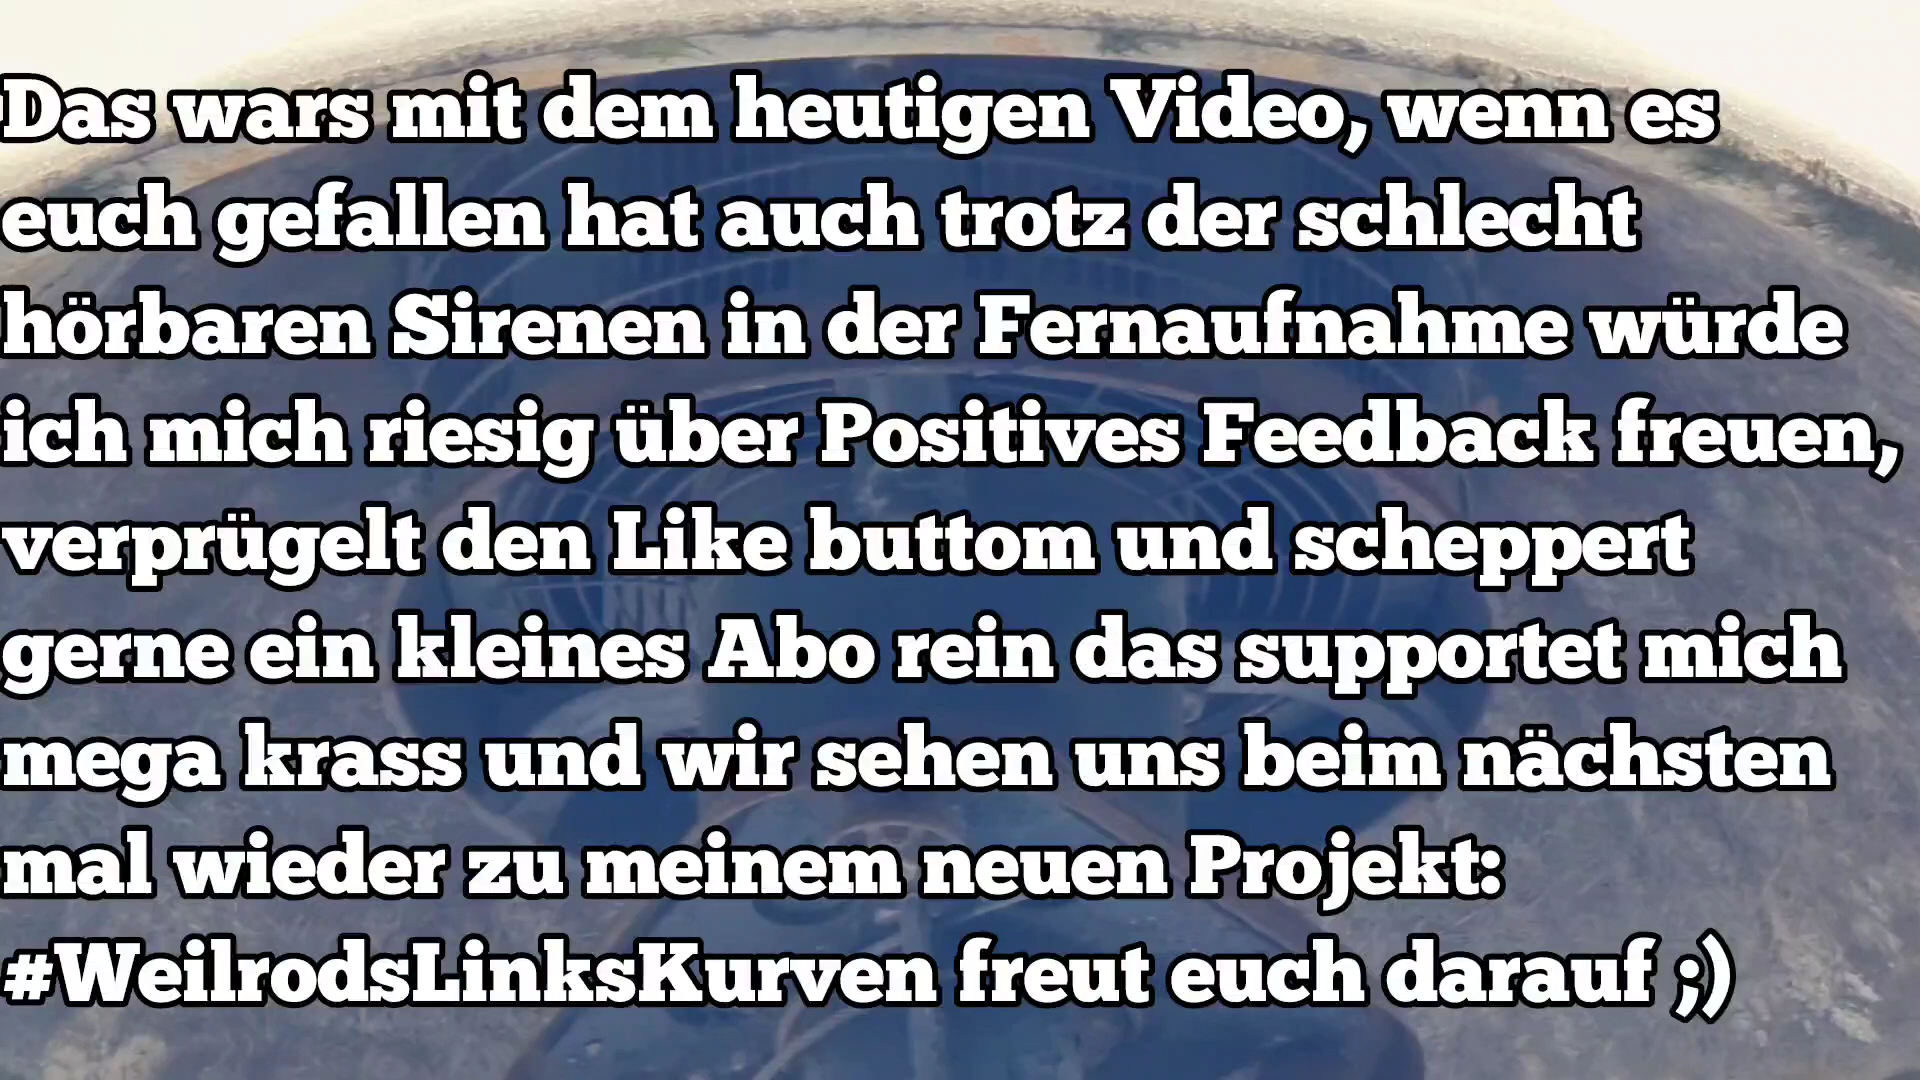 Das wars mit dem heutigen Video, wenn es
euch gefallen hat auch trotz der schlecht
hörbaren Sirenen in der Fernaufnahme würde
ich mich riesig über Positives Feedback freuen,
verprügelt den Like buttom und scheppert
gerne ein kleines Abo rein das supportet mich
mega krass und wir sehen uns beim nächsten
mal wieder zu meinem neuen Projekt:
#WeilrodsLinksKurven freut euch darauf ;)